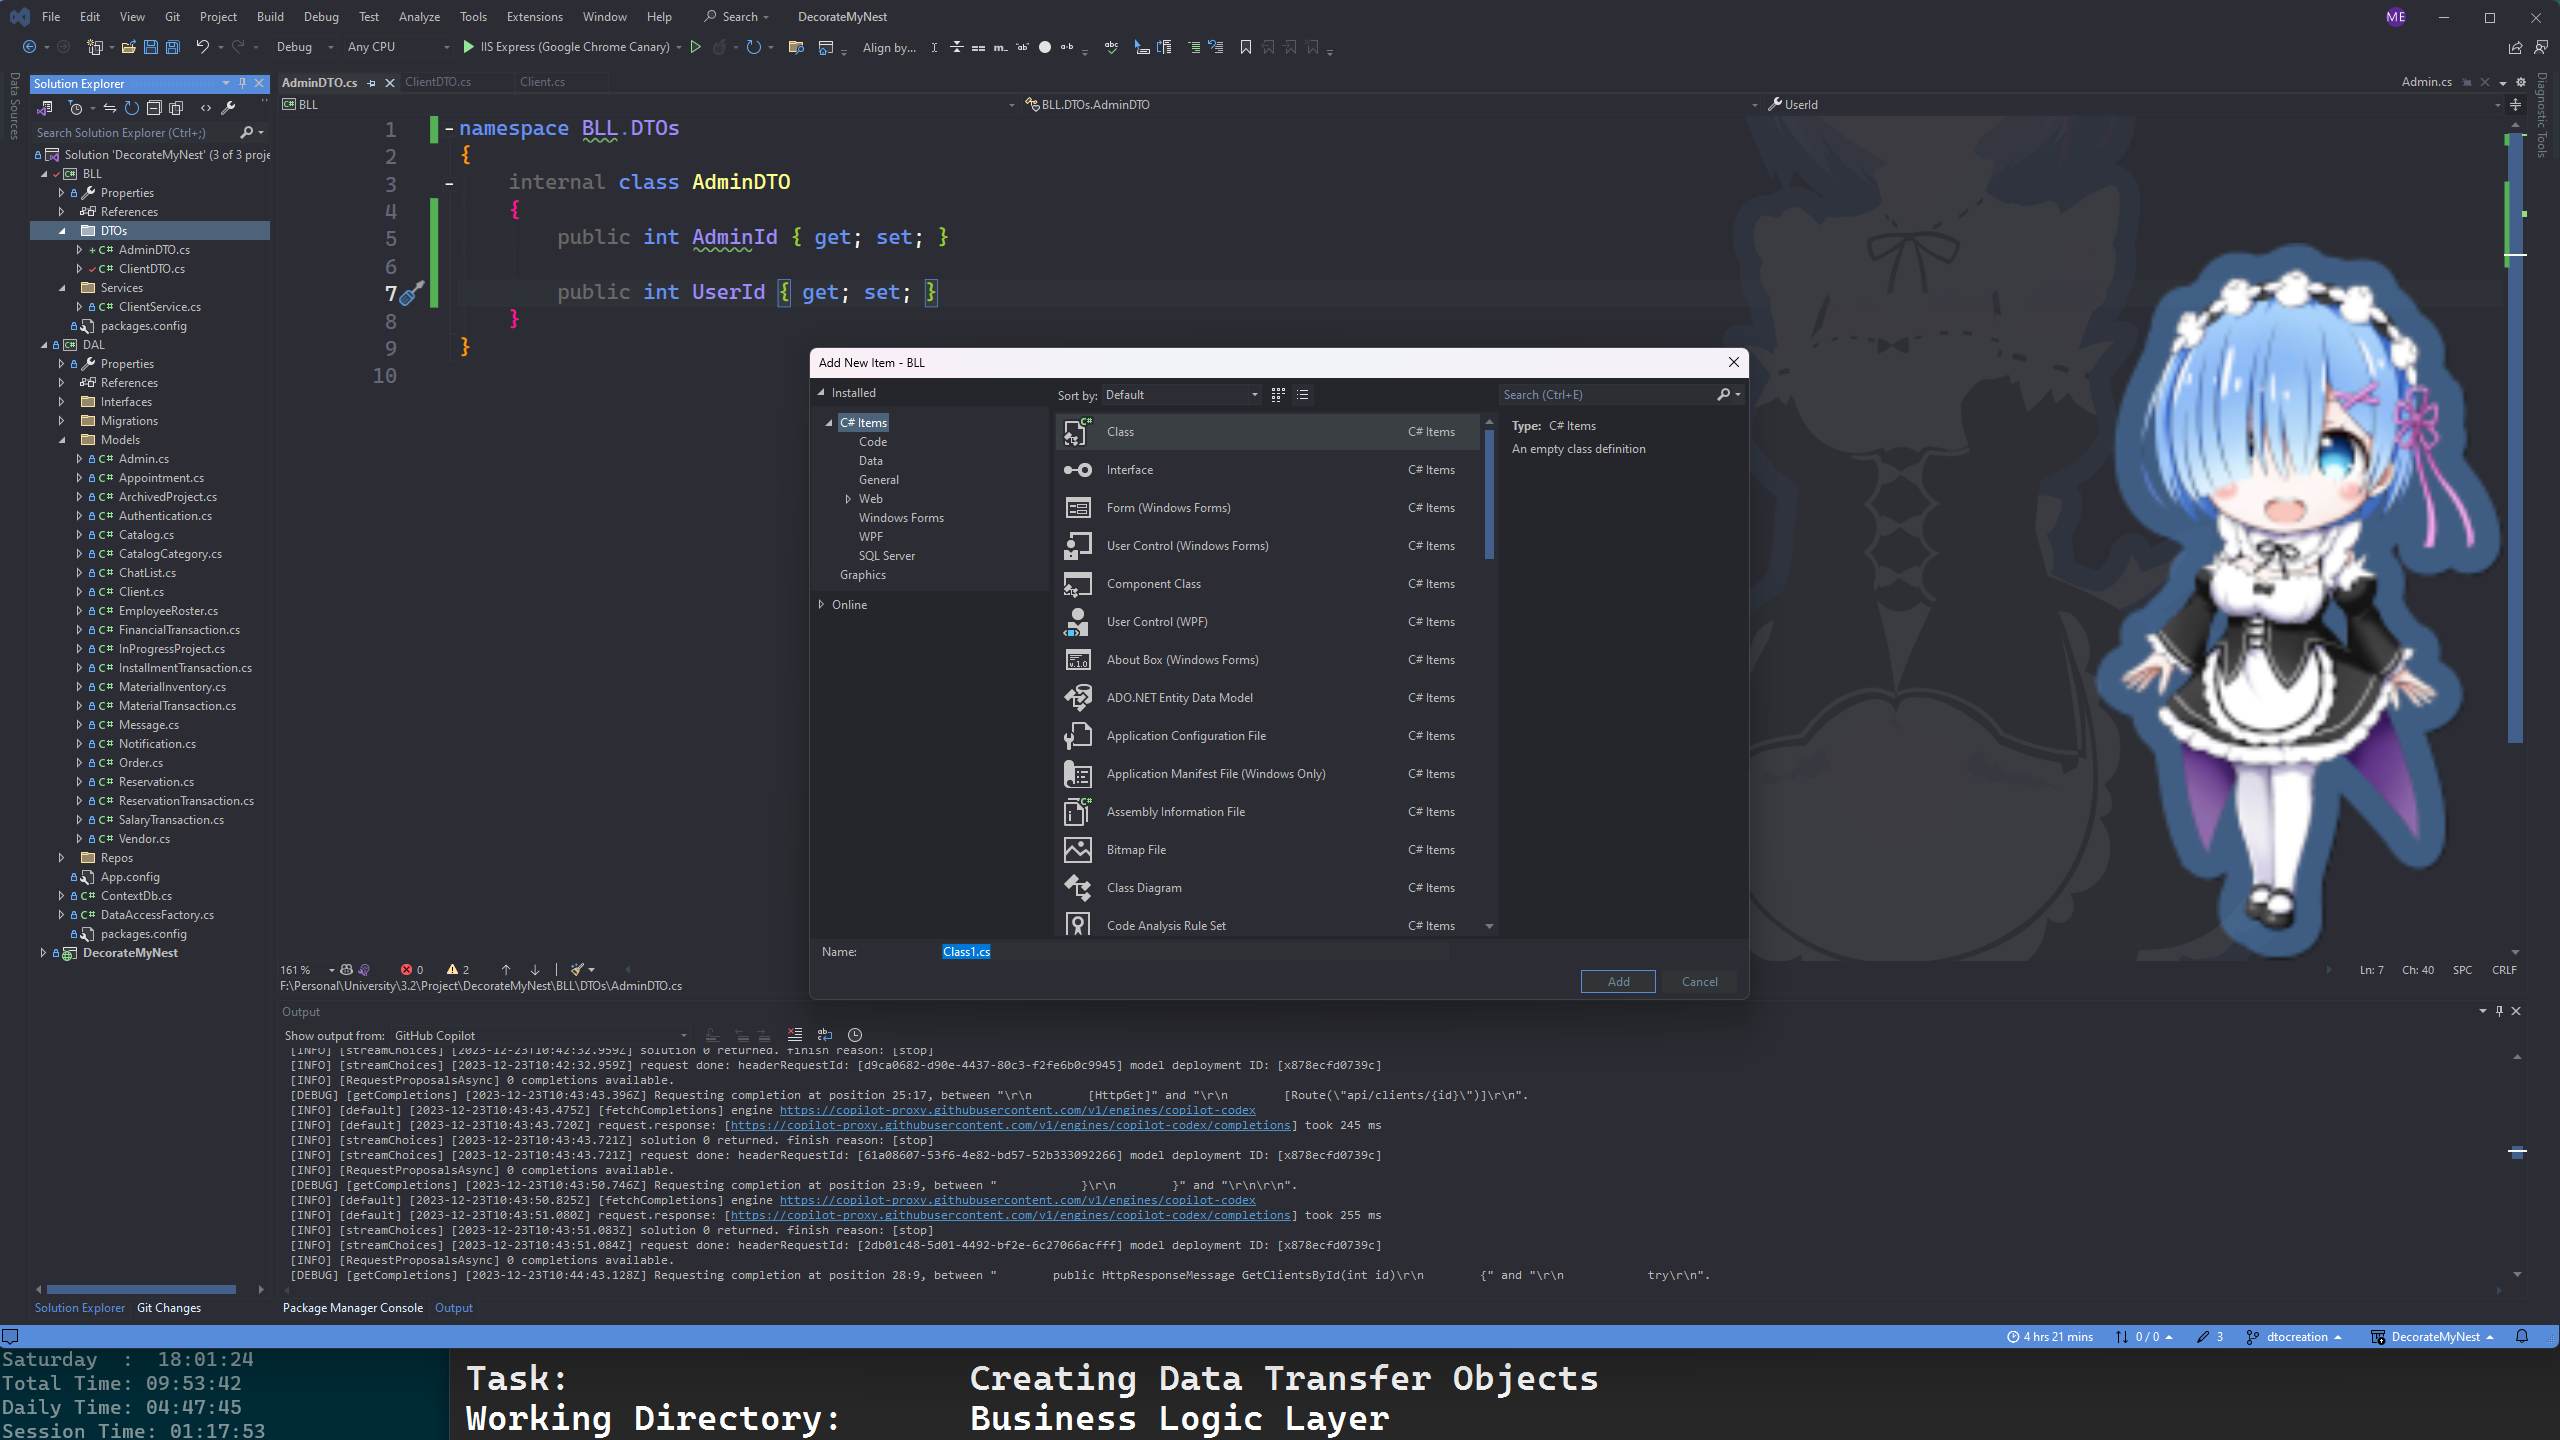 File Edit View Git Project Build Debug Test Analyze Tools Extensions Window Help Search DecorateMyNest ME
Debug Any CPU IIS Express (Google Chrome Canary) Align by...
Data Sources
Solution Explorer
Search Solution Explorer (Ctrl+;)
Solution 'DecorateMyNest' (3 of 3 proje
BLL
Properties
References
DTOs
AdminDTO.cs
ClientDTO.cs
Services
ClientService.cs
packages.config
DAL
Properties
References
Interfaces
Migrations
Models
Admin.cs
Appointment.cs
ArchivedProject.cs
Authentication.cs
Catalog.cs
CatalogCategory.cs
ChatList.cs
Client.cs
EmployeeRoster.cs
FinancialTransaction.cs
InProgressProject.cs
InstallmentTransaction.cs
MaterialInventory.cs
MaterialTransaction.cs
Message.cs
Notification.cs
Order.cs
Reservation.cs
ReservationTransaction.cs
SalaryTransaction.cs
Vendor.cs
Repos
App.config
ContextDb.cs
DataAccessFactory.cs
packages.config
DecorateMyNest
Solution Explorer Git Changes
AdminDTO.cs ClientDTO.cs Client.cs Admin.cs
BLL BLL.DTOs.AdminDTO UserId
Diagnostic Tools
1 namespace BLL.DTOs
2 {
3 internal class AdminDTO
4 {
5 public int AdminId { get; set; }
6
7 public int UserId { get; set; }
8 }
9 }
10
Add New Item - BLL
Installed
C# Items
Code
Data
General
Web
Windows Forms
WPF
SQL Server
Graphics
Online
Sort by: Default
Search (Ctrl+E)
Class C# Items
Interface C# Items
Form (Windows Forms) C# Items
User Control (Windows Forms) C# Items
Component Class C# Items
User Control (WPF) C# Items
About Box (Windows Forms) C# Items
ADO.NET Entity Data Model C# Items
Application Configuration File C# Items
Application Manifest File (Windows Only) C# Items
Assembly Information File C# Items
Bitmap File C# Items
Class Diagram C# Items
Code Analysis Rule Set C# Items
Type: C# Items
An empty class definition
Name: Class1.cs
Add Cancel
161 % 0 2 Ln: 7 Ch: 40 SPC CRLF
F:\Personal\University\3.2\Project\DecorateMyNest\BLL\DTOs\AdminDTO.cs
Output
Show output from: GitHub Copilot
[INFO] [streamChoices] [2023-12-23T10:42:32.959Z] solution 0 returned. finish reason: [stop]
[INFO] [streamChoices] [2023-12-23T10:42:32.959Z] request done: headerRequestId: [d9ca0682-d90e-4437-80c3-f2fe6b0c9945] model deployment ID: [x878ecfd0739c]
[INFO] [RequestProposalsAsync] 0 completions available.
[DEBUG] [getCompletions] [2023-12-23T10:43:43.396Z] Requesting completion at position 25:17, between "\r\n        [HttpGet]" and "\r\n        [Route(\"api/clients/{id}\")]\r\n".
[INFO] [default] [2023-12-23T10:43:43.475Z] [fetchCompletions] engine https://copilot-proxy.githubusercontent.com/v1/engines/copilot-codex
[INFO] [default] [2023-12-23T10:43:43.720Z] request.response: [https://copilot-proxy.githubusercontent.com/v1/engines/copilot-codex/completions] took 245 ms
[INFO] [streamChoices] [2023-12-23T10:43:43.721Z] solution 0 returned. finish reason: [stop]
[INFO] [streamChoices] [2023-12-23T10:43:43.721Z] request done: headerRequestId: [61a08607-53f6-4e82-bd57-52b333092266] model deployment ID: [x878ecfd0739c]
[INFO] [RequestProposalsAsync] 0 completions available.
[DEBUG] [getCompletions] [2023-12-23T10:43:50.746Z] Requesting completion at position 23:9, between "            }\r\n        }" and "\r\n\r\n".
[INFO] [default] [2023-12-23T10:43:50.825Z] [fetchCompletions] engine https://copilot-proxy.githubusercontent.com/v1/engines/copilot-codex
[INFO] [default] [2023-12-23T10:43:51.080Z] request.response: [https://copilot-proxy.githubusercontent.com/v1/engines/copilot-codex/completions] took 255 ms
[INFO] [streamChoices] [2023-12-23T10:43:51.083Z] solution 0 returned. finish reason: [stop]
[INFO] [streamChoices] [2023-12-23T10:43:51.084Z] request done: headerRequestId: [2db01c48-5d01-4492-bf2e-6c27066acfff] model deployment ID: [x878ecfd0739c]
[INFO] [RequestProposalsAsync] 0 completions available.
[DEBUG] [getCompletions] [2023-12-23T10:44:43.128Z] Requesting completion at position 28:9, between "        public HttpResponseMessage GetClientsById(int id)\r\n        {" and "\r\n            try\r\n".
Package Manager Console Output
4 hrs 21 mins 0 / 0 3 dtocreation DecorateMyNest
Saturday : 18:01:24
Total Time: 09:53:42
Daily Time: 04:47:45
Session Time: 01:17:53
Task: Creating Data Transfer Objects
Working Directory: Business Logic Layer